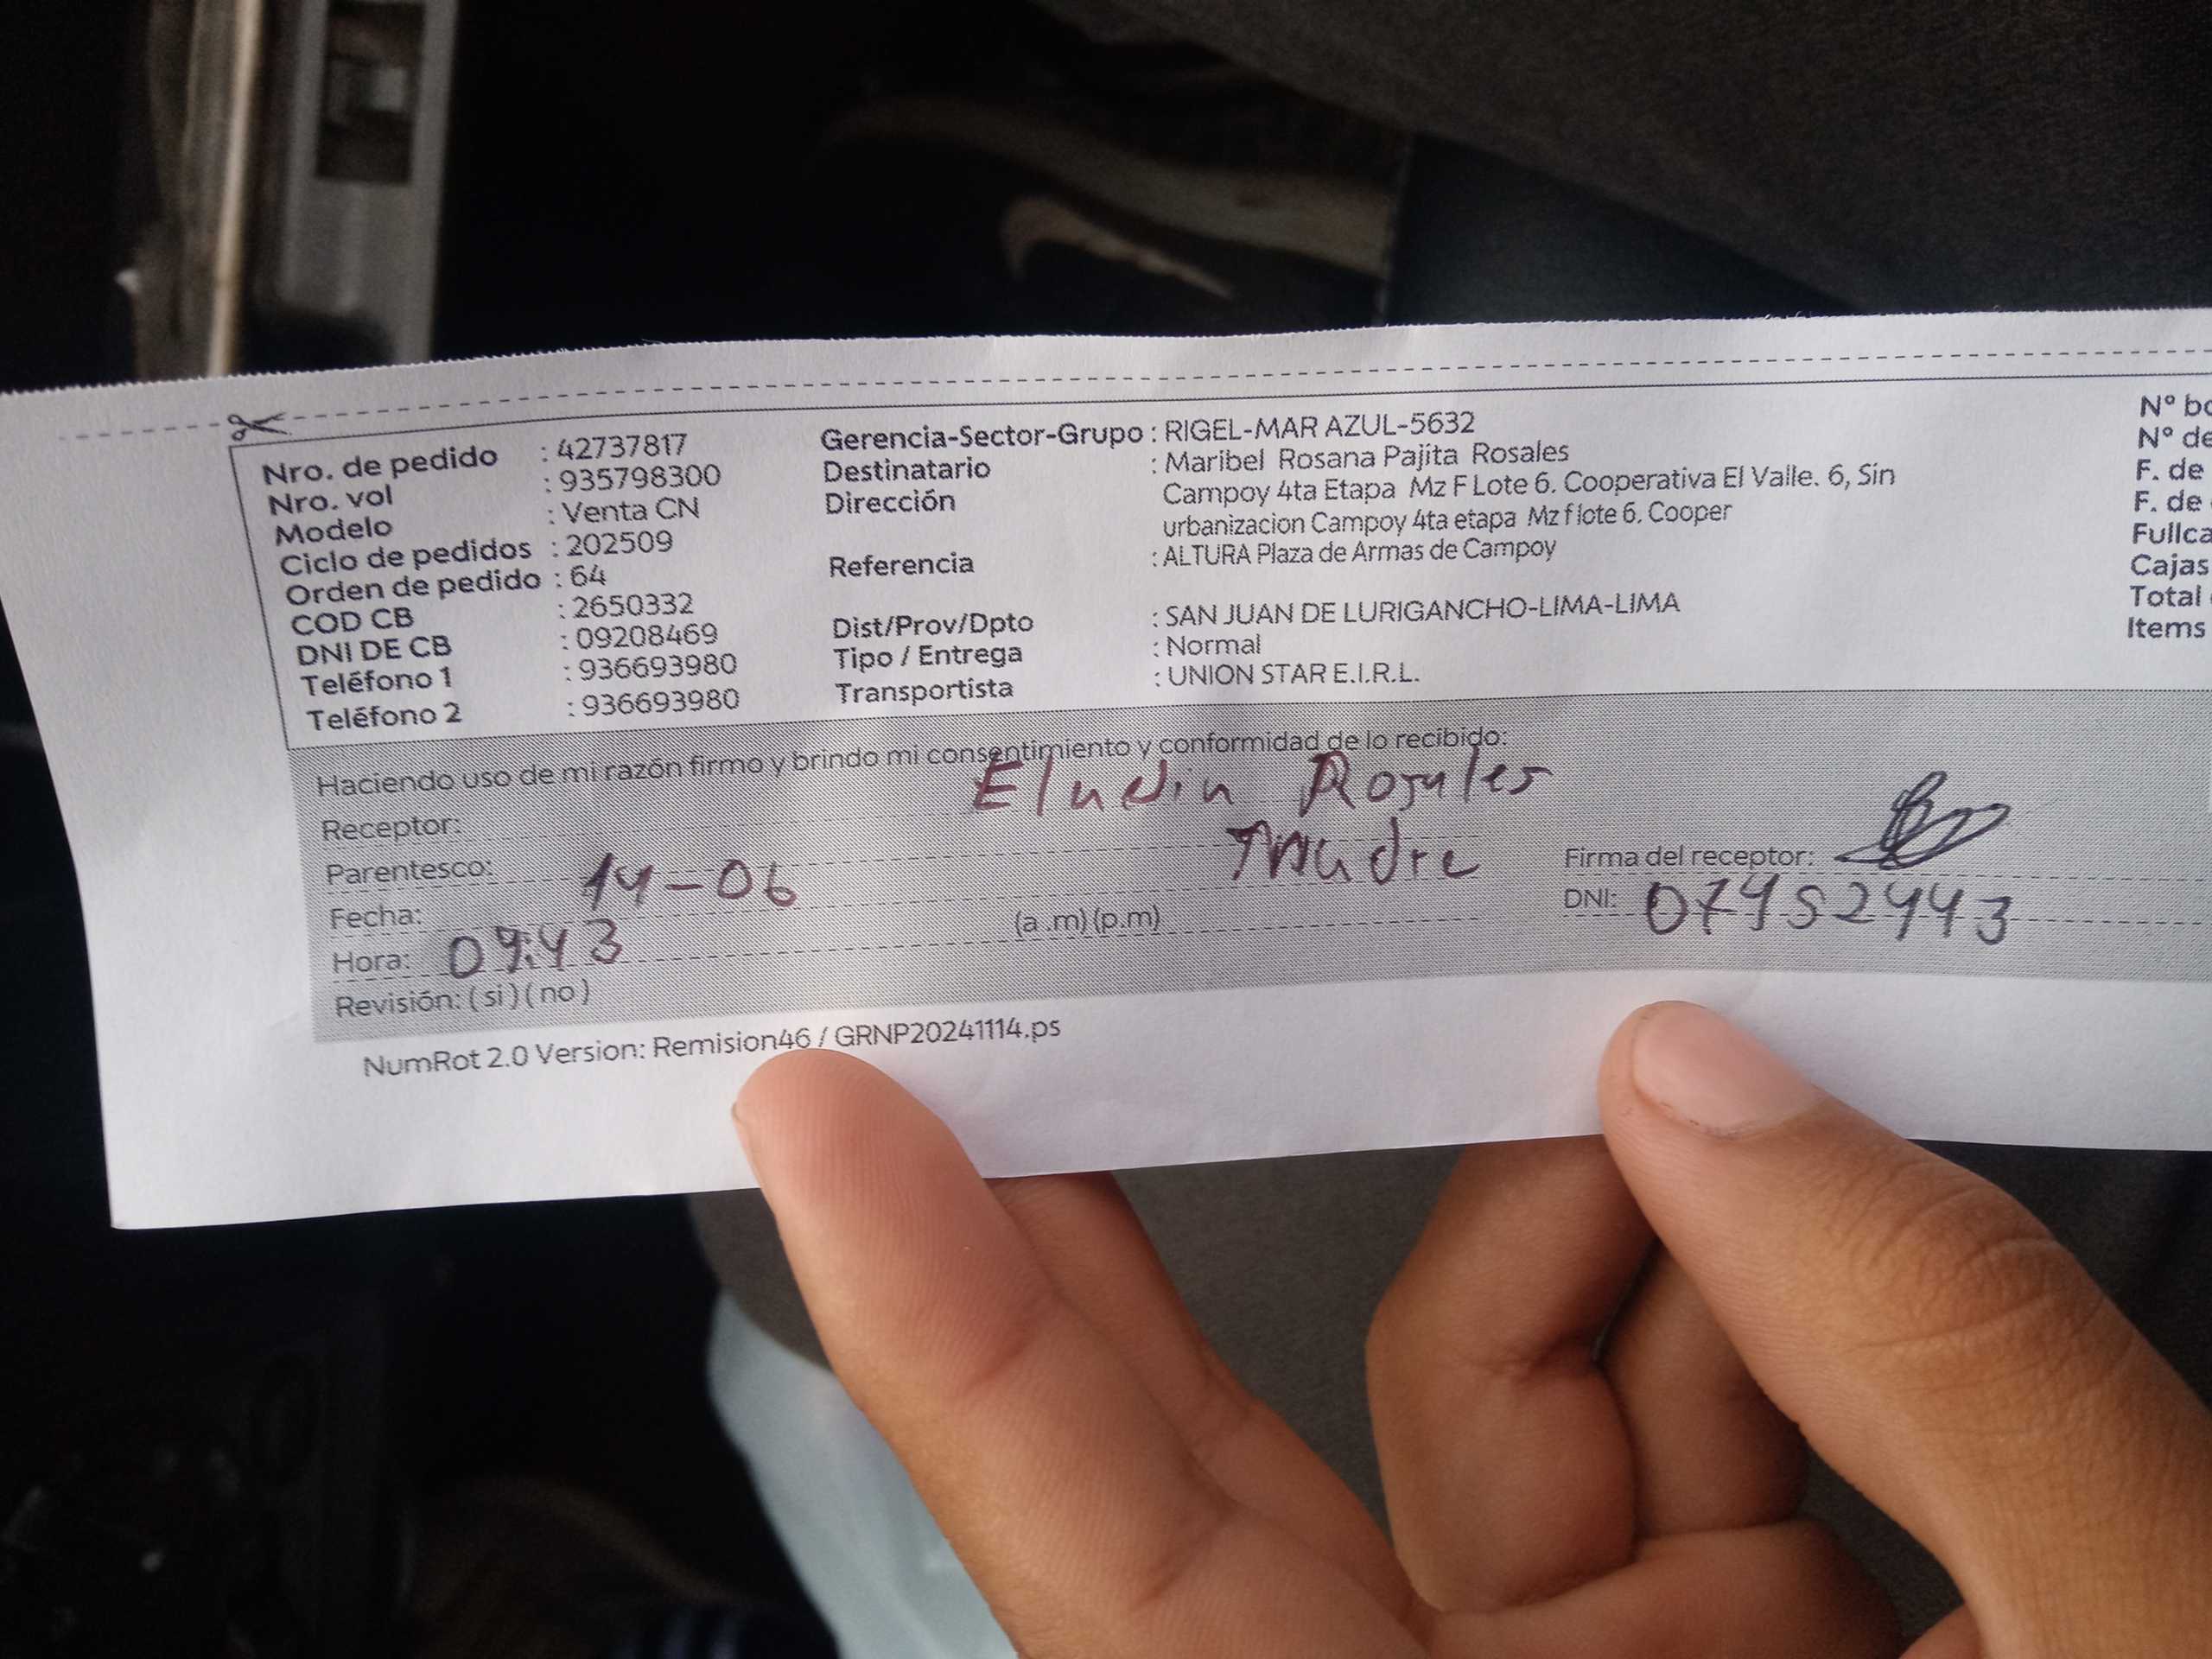 Nro. de pedido : 42737817
Nro. vol : 935798300
Modelo : Venta CN
Ciclo de pedidos : 202509
Orden de pedido : 64
COD CB : 2650332
DNI DE CB : 09208469
Teléfono 1 : 936693980
Teléfono 2 : 936693980
Gerencia-Sector-Grupo : RIGEL-MAR AZUL-5632
Destinatario : Maribel Rosana Pajita Rosales
Dirección Campoy 4ta Etapa Mz F Lote 6. Cooperativa El Valle. 6, Sin
urbanizacion Campoy 4ta etapa Mz f lote 6. Cooper
Referencia : ALTURA Plaza de Armas de Campoy
Dist/Prov/Dpto : SAN JUAN DE LURIGANCHO-LIMA-LIMA
Tipo / Entrega : Normal
Transportista : UNION STAR E.I.R.L.
Nº bo
Nº de
F. de
F. de
Fullca
Cajas
Total
Items
Haciendo uso de mi razón firmo y brindo mi consentimiento y conformidad de lo recibido:
Receptor: Rosales
Parentesco: Madre
Fecha: 14-06
Hora: 09:43 (a.m) (p.m)
Revisión: (si) (no)
Firma del receptor:
DNI: 07452443
NumRot 2.0 Version: Remision46 / GRNP20241114.ps